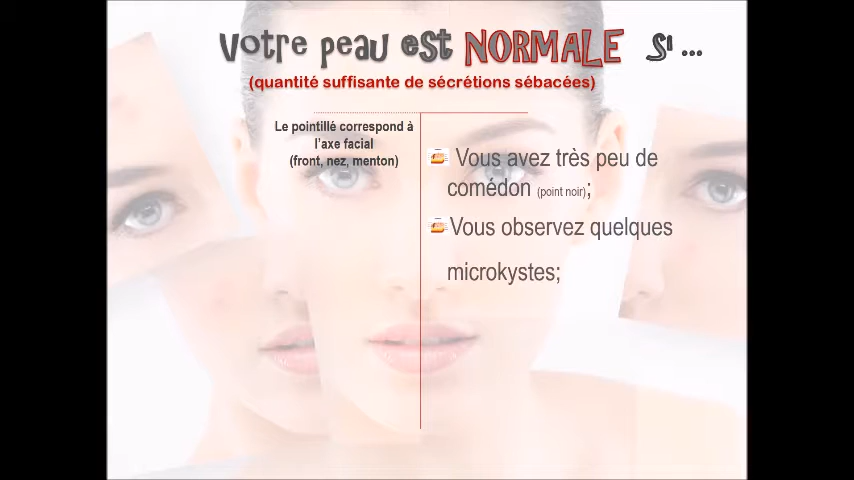 Votre peau est NORMALE si ...
(quantité suffisante de sécrétions sébacées)
Le pointillé correspond à
l'axe facial
(front, nez, menton)
Vous avez très peu de
comédon (point noir);
Vous observez quelques
microkystes;